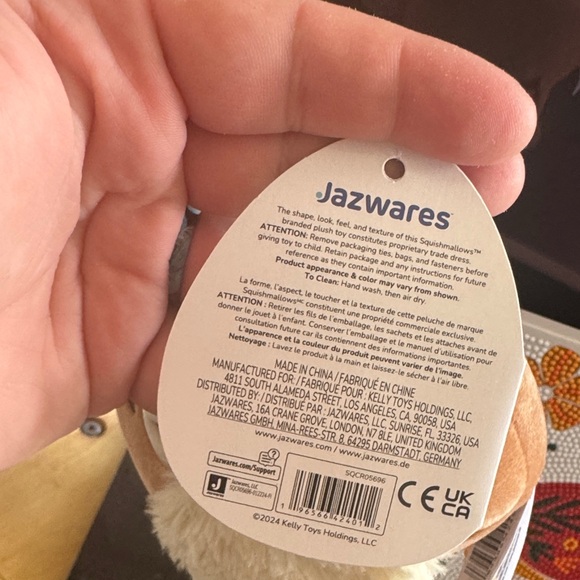 Jazwares
The shape, look, feel, and texture of this Squishmallows™
branded plush toy constitutes proprietary trade dress.
ATTENTION: Remove packaging ties, bags, and fasteners before
giving toy to child. Retain package and any instructions for future
reference as they contain important information.
Product appearance & color may vary from shown.
To Clean: Hand wash, then air dry.
La forme, l'aspect, le toucher et la texture de cette peluche de marque
Squishmallowsᴹᶜ constituent une propriété commerciale exclusive.
ATTENTION : Retirer les fils de l'emballage, les sachets et les attaches avant de
donner le jouet à l'enfant. Conserver l'emballage et le manuel d'utilisation pour
consultation future car ils contiennent des informations importantes.
L'apparence et la couleur du produit peuvent varier de l'image.
Nettoyage : Lavez le produit à la main et laissez-le sécher à l'air libre.
MADE IN CHINA / FABRIQUÉ EN CHINE
MANUFACTURED FOR: / FABRIQUÉ POUR : KELLY TOYS HOLDINGS, LLC,
4811 SOUTH ALAMEDA STREET, LOS ANGELES, CA, 90058, USA
DISTRIBUTED BY: / DISTRIBUÉ PAR : JAZWARES, LLC, SUNRISE, FL, 33326, USA
JAZWARES, 16A CRANE GROVE, LONDON, N7 8LE, UNITED KINGDOM
JAZWARES GMBH, MINA-REES-STR. 8, 64295 DARMSTADT, GERMANY
www.jazwares.com / www.jazwares.de
Jazwares.com/Support
Jazwares, LLC
SQCR05696
1 96566 42401 2
CE UK
CA
©2024 Kelly Toys Holdings, LLC